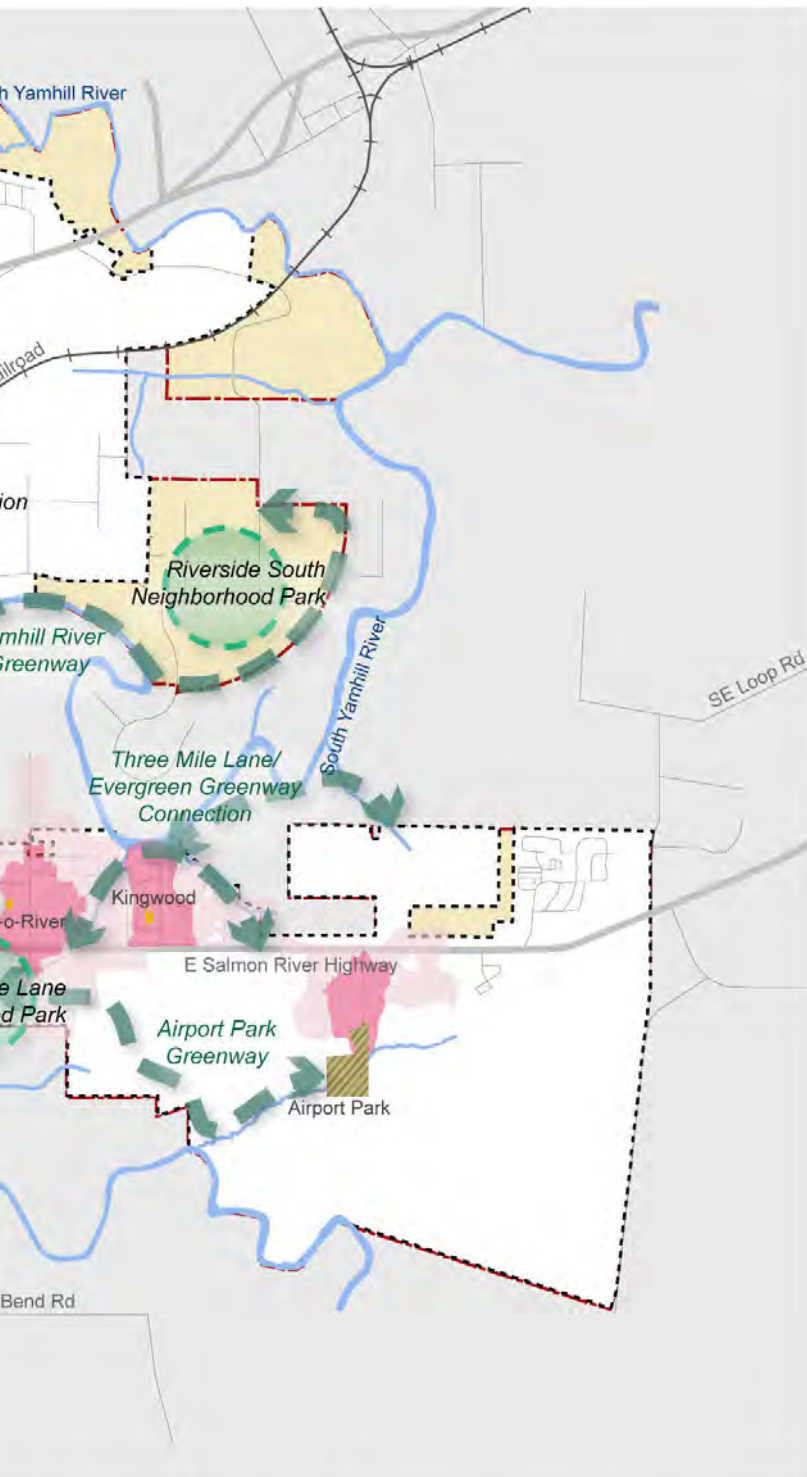 h Yamhill River
ilroad
ion
Riverside South
Neighborhood Park
mhill River
Greenway
South Yamhill River
SE Loop Rd
Three Mile Lane/
Evergreen Greenway
Connection
Kingwood
-o-River
E Salmon River Highway
e Lane
d Park
Airport Park
Greenway
Airport Park
Bend Rd